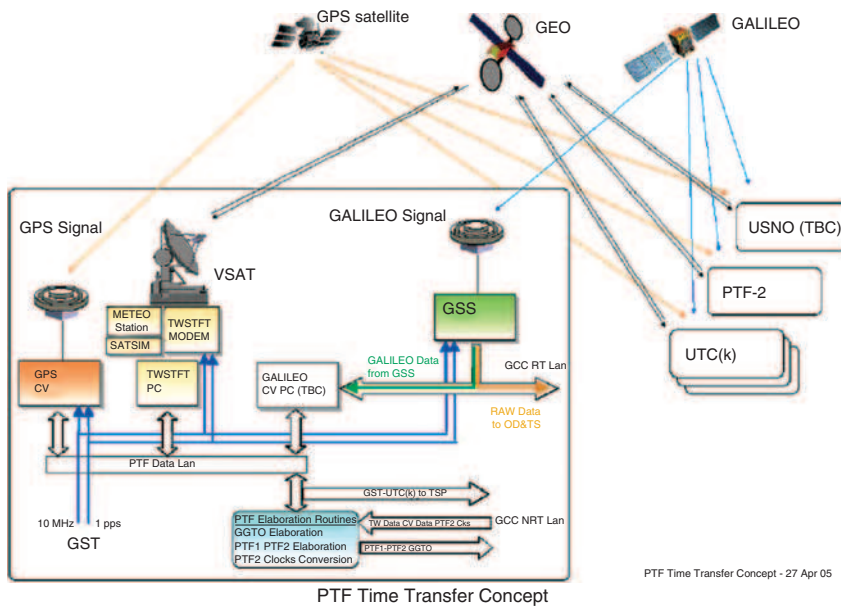 GPS satellite
GEO
GALILEO
GPS Signal
VSAT
GALILEO Signal
USNO (TBC)
PTF-2
UTC(k)
METEO
Station
SATSIM
TWSTFT
MODEM
GSS
GPS
CV
TWSTFT
PC
GALILEO
CV PC (TBC)
GALILEO Data
from GSS
GCC RT Lan
RAW Data
to OD&TS
PTF Data Lan
10 MHz
1 pps
GST
GST-UTC(k) to TSP
PTF Elaboration Routines
GGTO Elaboration
PTF1 PTF2 Elaboration
PTF2 Clocks Conversion
TW Data CV Data PTF2 Cks
GCC NRT Lan
PTF1-PTF2 GGTO
PTF Time Transfer Concept - 27 Apr 05
PTF Time Transfer Concept